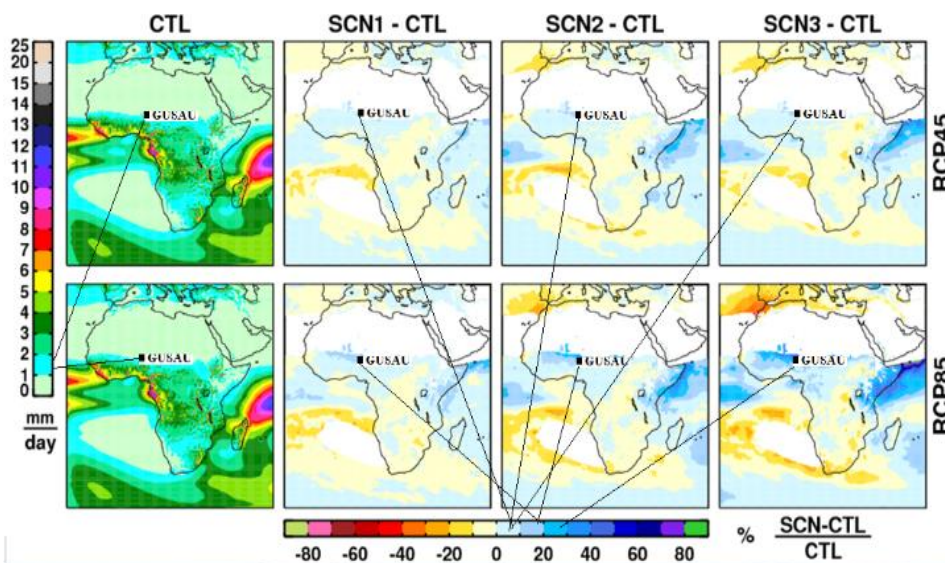 CTL SCN1 - CTL SCN2 - CTL SCN3 - CTL
25
20
15
14
13
12
11
10
9
8
7
6
5
4
3
2
1
0
mm
day
GUSAU GUSAU GUSAU GUSAU
RCP45
GUSAU GUSAU GUSAU GUSAU
RCP85
-80 -60 -40 -20 0 20 40 60 80
% SCN-CTL
CTL